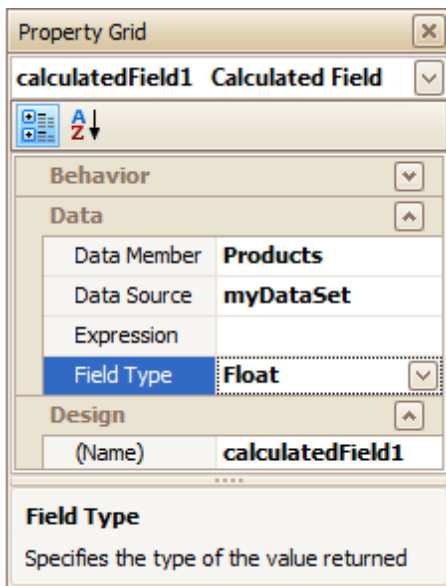 Property Grid
calculatedField1 Calculated Field
A
Z
Behavior
Data
Data Member Products
Data Source myDataSet
Expression
Field Type Float
Design
(Name) calculatedField1
Field Type
Specifies the type of the value returned